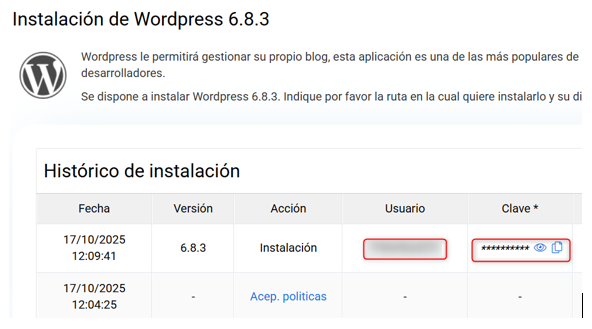 Instalación de Wordpress 6.8.3
Wordpress le permitirá gestionar su propio blog, esta aplicación es una de las más populares de
desarrolladores.
Se dispone a instalar Wordpress 6.8.3. Indique por favor la ruta en la cual quiere instalarlo y su di
Histórico de instalación
Fecha Versión Acción Usuario Clave *
17/10/2025
12:09:41
6.8.3 Instalación **********
17/10/2025
12:04:25
- Acep. politicas - -